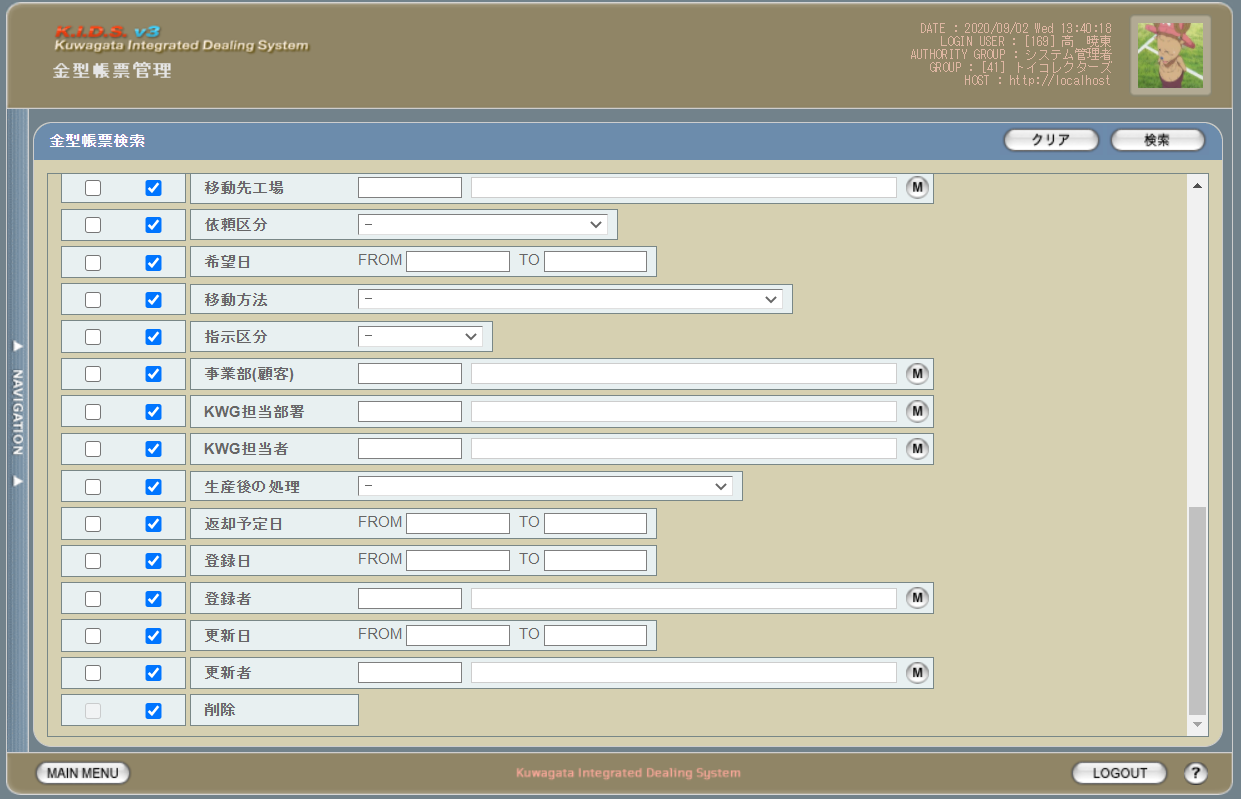 K.I.D.S. v3
Kuwagata Integrated Dealing System
金型帳票管理
DATE : 2020/09/02 Wed 13:40:18
LOGIN USER : [169] 高 暁東
AUTHORITY GROUP : システム管理者
GROUP : [41] トイコレクターズ
HOST : http://localhost
金型帳票検索
クリア
検索
NAVIGATION
移動先工場 M
依頼区分 −
希望日 FROM TO
移動方法 −
指示区分 −
事業部(顧客) M
KWG担当部署 M
KWG担当者 M
生産後の処理 −
返却予定日 FROM TO
登録日 FROM TO
登録者 M
更新日 FROM TO
更新者 M
削除
MAIN MENU
Kuwagata Integrated Dealing System
LOGOUT
?